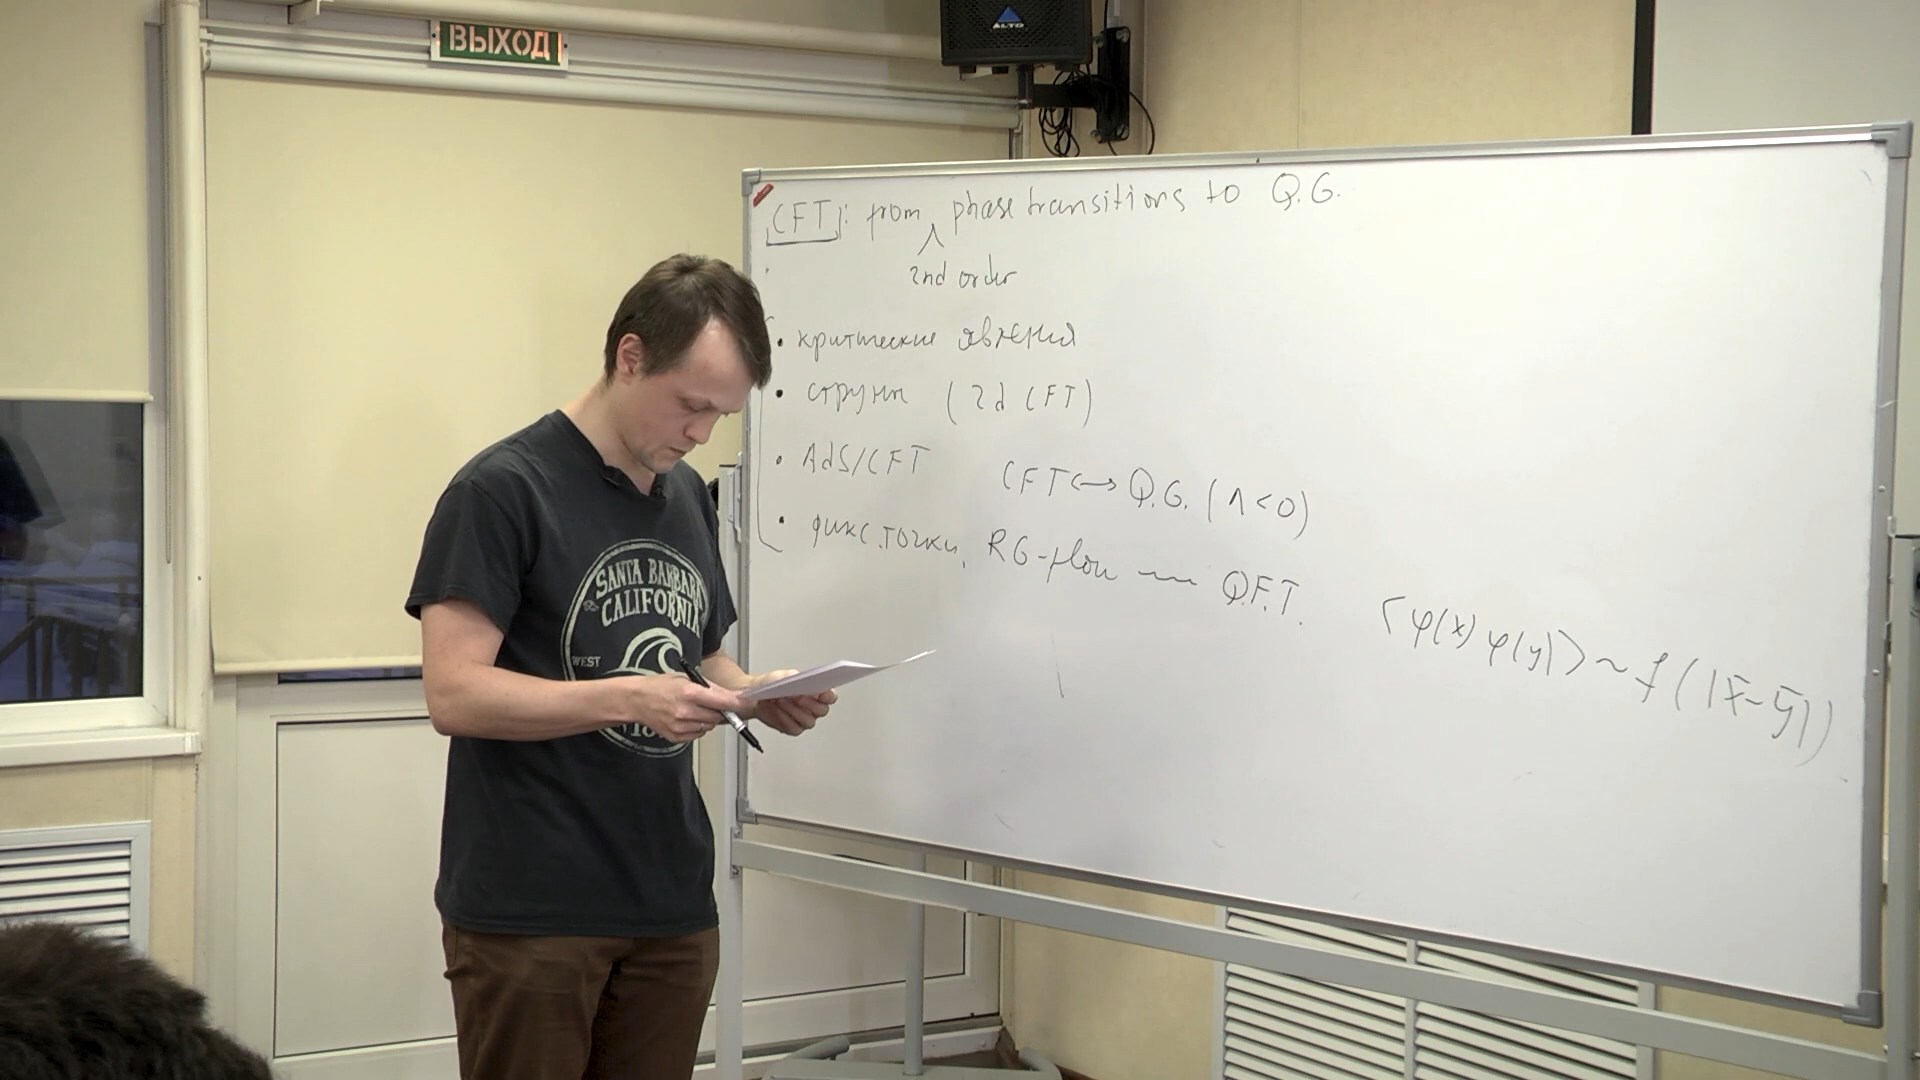 ВЫХОД
ALTO
CFT: from phase transitions to Q.G.
2nd order
• критические явления
• струны (2d CFT)
• AdS/CFT CFT ↔ Q.G. (Λ<0)
• фикс. точки, RG-flow — Q.F.T.
⟨φ(x) φ(y)⟩ ~ f(|x̄-ȳ|)
SANTA BARBARA
CALIFORNIA
WEST